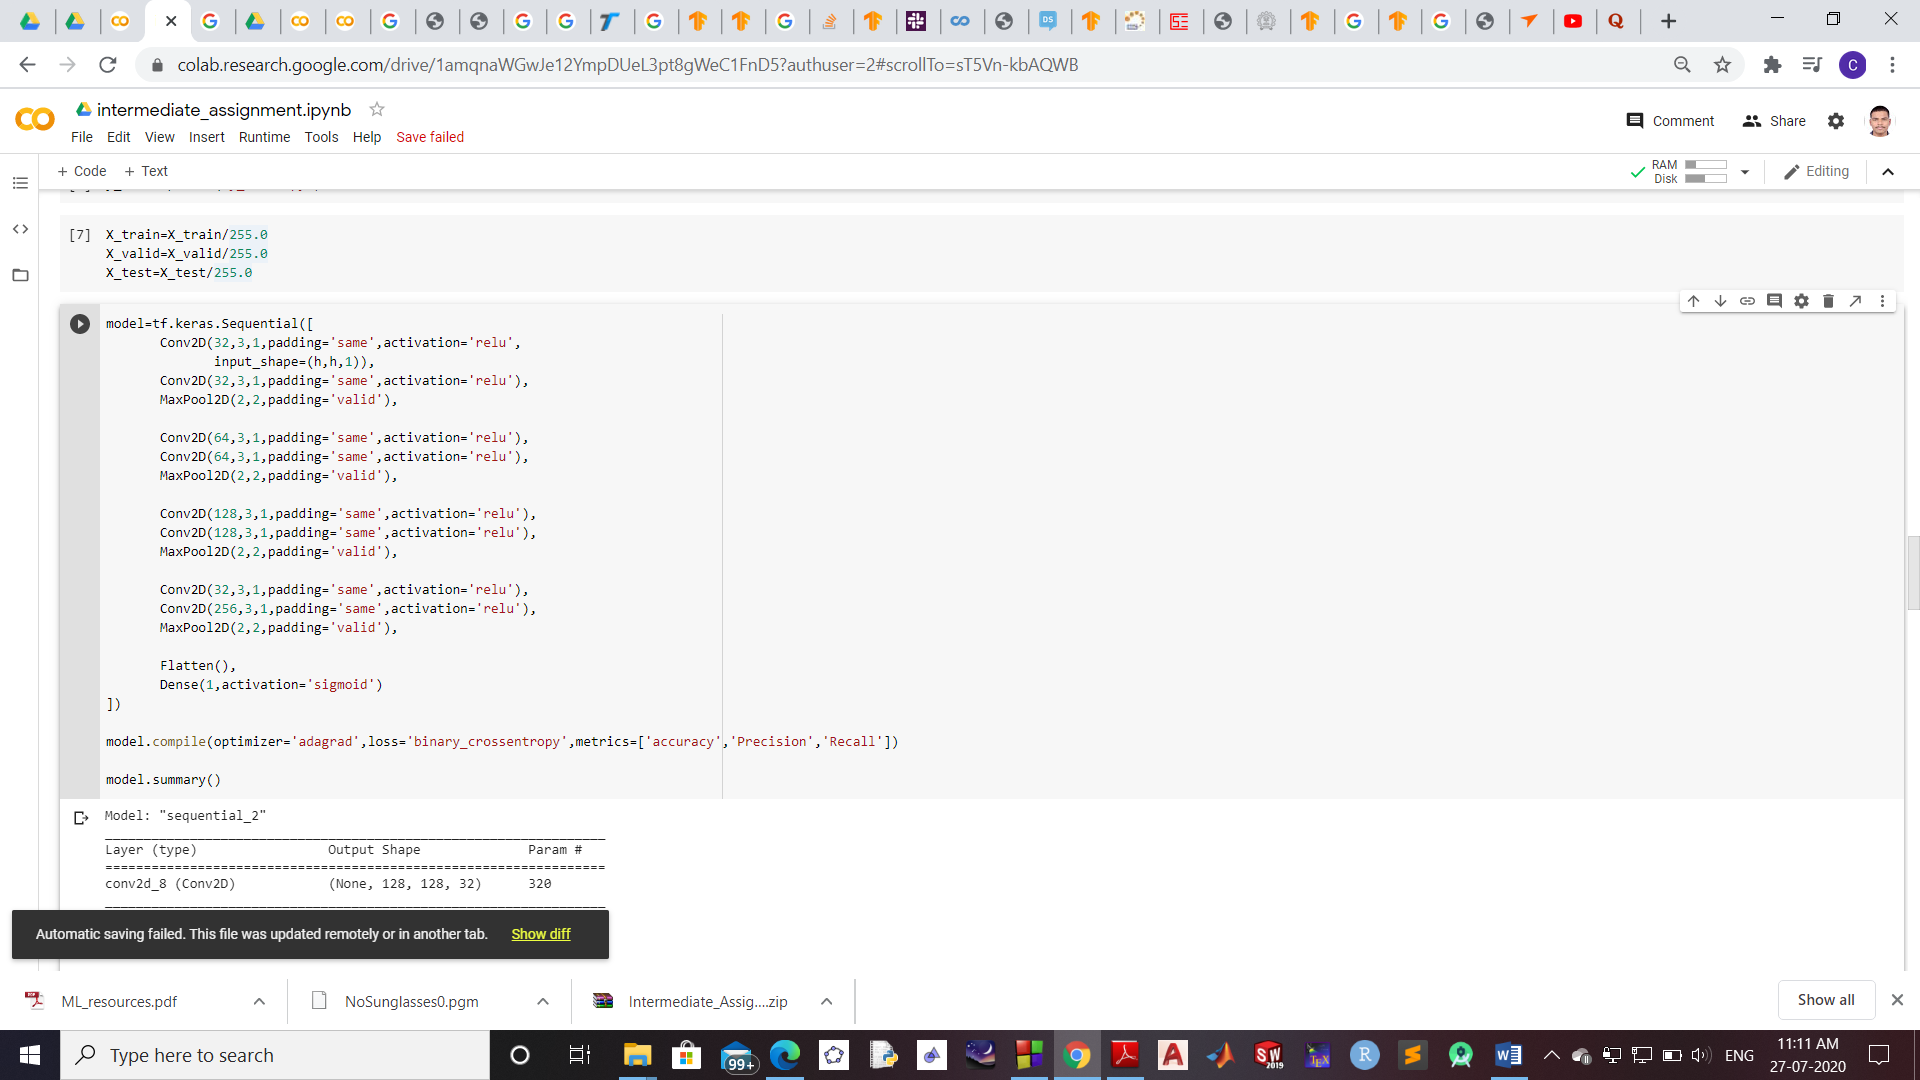 colab.research.google.com/drive/1amqnaWGwJe12YmpDUeL3pt8gWeC1FnD5?authuser=2#scrollTo=sT5Vn-kbAQWB
C
intermediate_assignment.ipynb
File Edit View Insert Runtime Tools Help Save failed
Comment Share
+ Code + Text
RAM
Disk
Editing
[7] X_train=X_train/255.0
X_valid=X_valid/255.0
X_test=X_test/255.0
model=tf.keras.Sequential([
Conv2D(32,3,1,padding='same',activation='relu',
input_shape=(h,h,1)),
Conv2D(32,3,1,padding='same',activation='relu'),
MaxPool2D(2,2,padding='valid'),
Conv2D(64,3,1,padding='same',activation='relu'),
Conv2D(64,3,1,padding='same',activation='relu'),
MaxPool2D(2,2,padding='valid'),
Conv2D(128,3,1,padding='same',activation='relu'),
Conv2D(128,3,1,padding='same',activation='relu'),
MaxPool2D(2,2,padding='valid'),
Conv2D(32,3,1,padding='same',activation='relu'),
Conv2D(256,3,1,padding='same',activation='relu'),
MaxPool2D(2,2,padding='valid'),
Flatten(),
Dense(1,activation='sigmoid')
])
model.compile(optimizer='adagrad',loss='binary_crossentropy',metrics=['accuracy','Precision','Recall'])
model.summary()
Model: "sequential_2"
Layer (type) Output Shape Param #
=================================================================
conv2d_8 (Conv2D) (None, 128, 128, 32) 320
Automatic saving failed. This file was updated remotely or in another tab. Show diff
ML_resources.pdf
NoSunglasses0.pgm
Intermediate_Assig....zip
Show all
Type here to search
99+
ENG
11:11 AM
27-07-2020